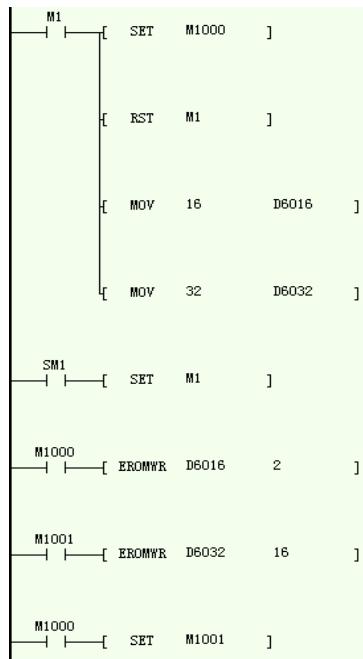 M1
[ SET M1000 ]
[ RST M1 ]
[ MOV 16 D6016 ]
[ MOV 32 D6032 ]
SM1
[ SET M1 ]
M1000
[ EROMWR D6016 2 ]
M1001
[ EROMWR D6032 16 ]
M1000
[ SET M1001 ]